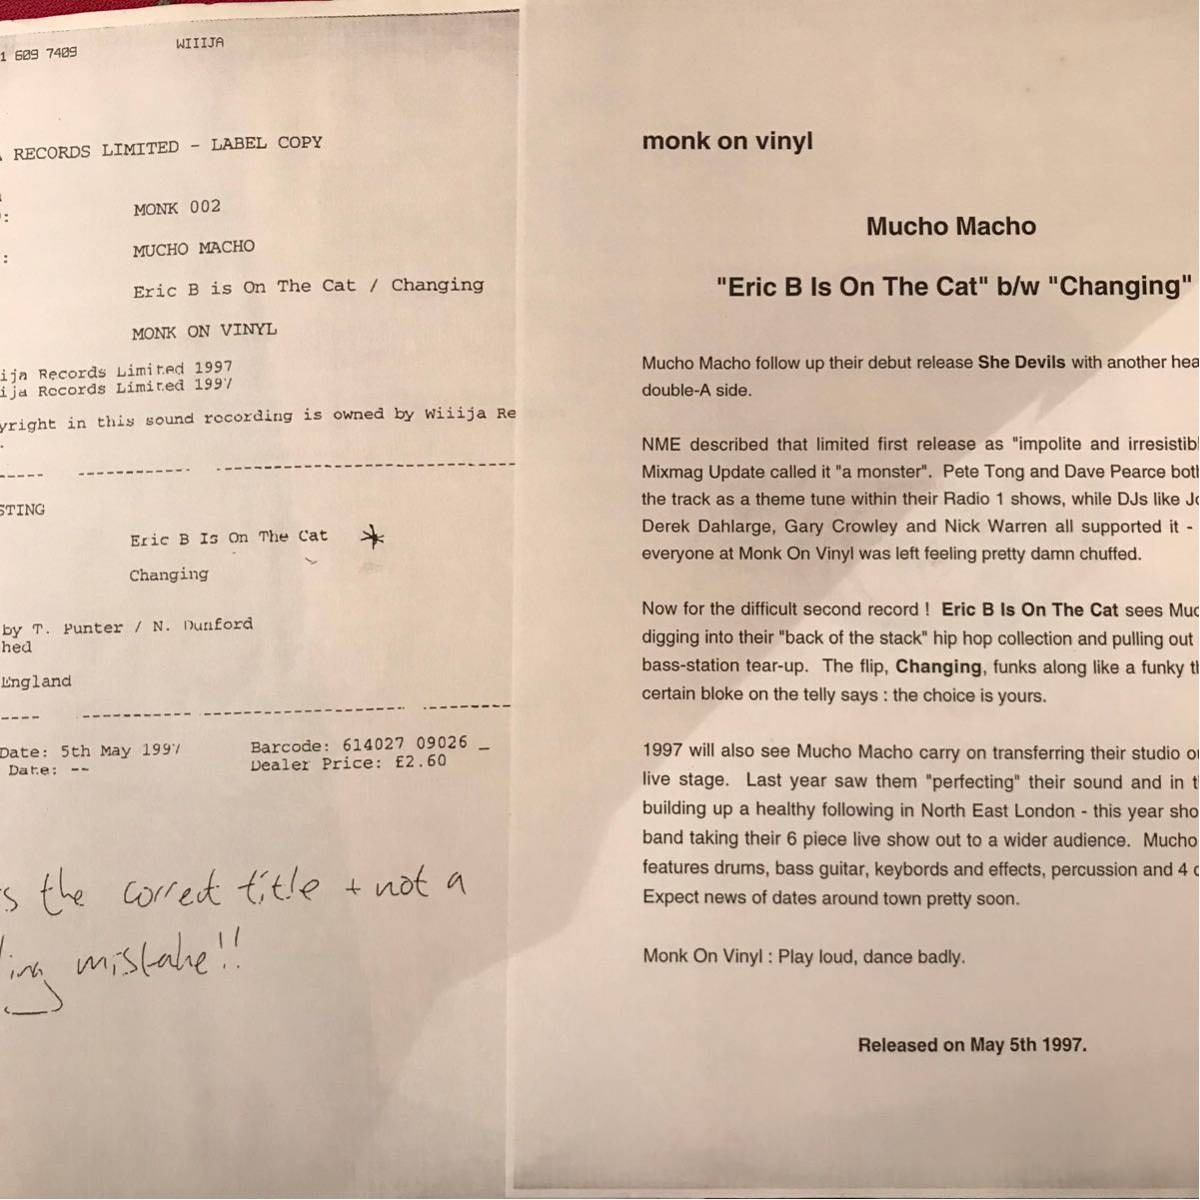 1 609 7409 WIIIJA
RECORDS LIMITED - LABEL COPY
MONK 002
MUCHO MACHO
Eric B is On The Cat / Changing
MONK ON VINYL
ija Records Limited 1997
ija Records Limited 1997
yright in this sound recording is owned by Wiiija Re
STING
Eric B Is On The Cat *
Changing
by T. Punter / N. Dunford
hed
England
Date: 5th May 1997 Barcode: 614027 09026 _
Date: -- Dealer Price: £2.60
s the correct title + not a
ling mistake!!
monk on vinyl
Mucho Macho
"Eric B Is On The Cat" b/w "Changing"
Mucho Macho follow up their debut release She Devils with another hea
double-A side.
NME described that limited first release as "impolite and irresistibl
Mixmag Update called it "a monster". Pete Tong and Dave Pearce both
the track as a theme tune within their Radio 1 shows, while DJs like Jo
Derek Dahlarge, Gary Crowley and Nick Warren all supported it -
everyone at Monk On Vinyl was left feeling pretty damn chuffed.
Now for the difficult second record ! Eric B Is On The Cat sees Muc
digging into their "back of the stack" hip hop collection and pulling out
bass-station tear-up. The flip, Changing, funks along like a funky th
certain bloke on the telly says : the choice is yours.
1997 will also see Mucho Macho carry on transferring their studio o
live stage. Last year saw them "perfecting" their sound and in t
building up a healthy following in North East London - this year sho
band taking their 6 piece live show out to a wider audience. Mucho
features drums, bass guitar, keybords and effects, percussion and 4
Expect news of dates around town pretty soon.
Monk On Vinyl : Play loud, dance badly.
Released on May 5th 1997.